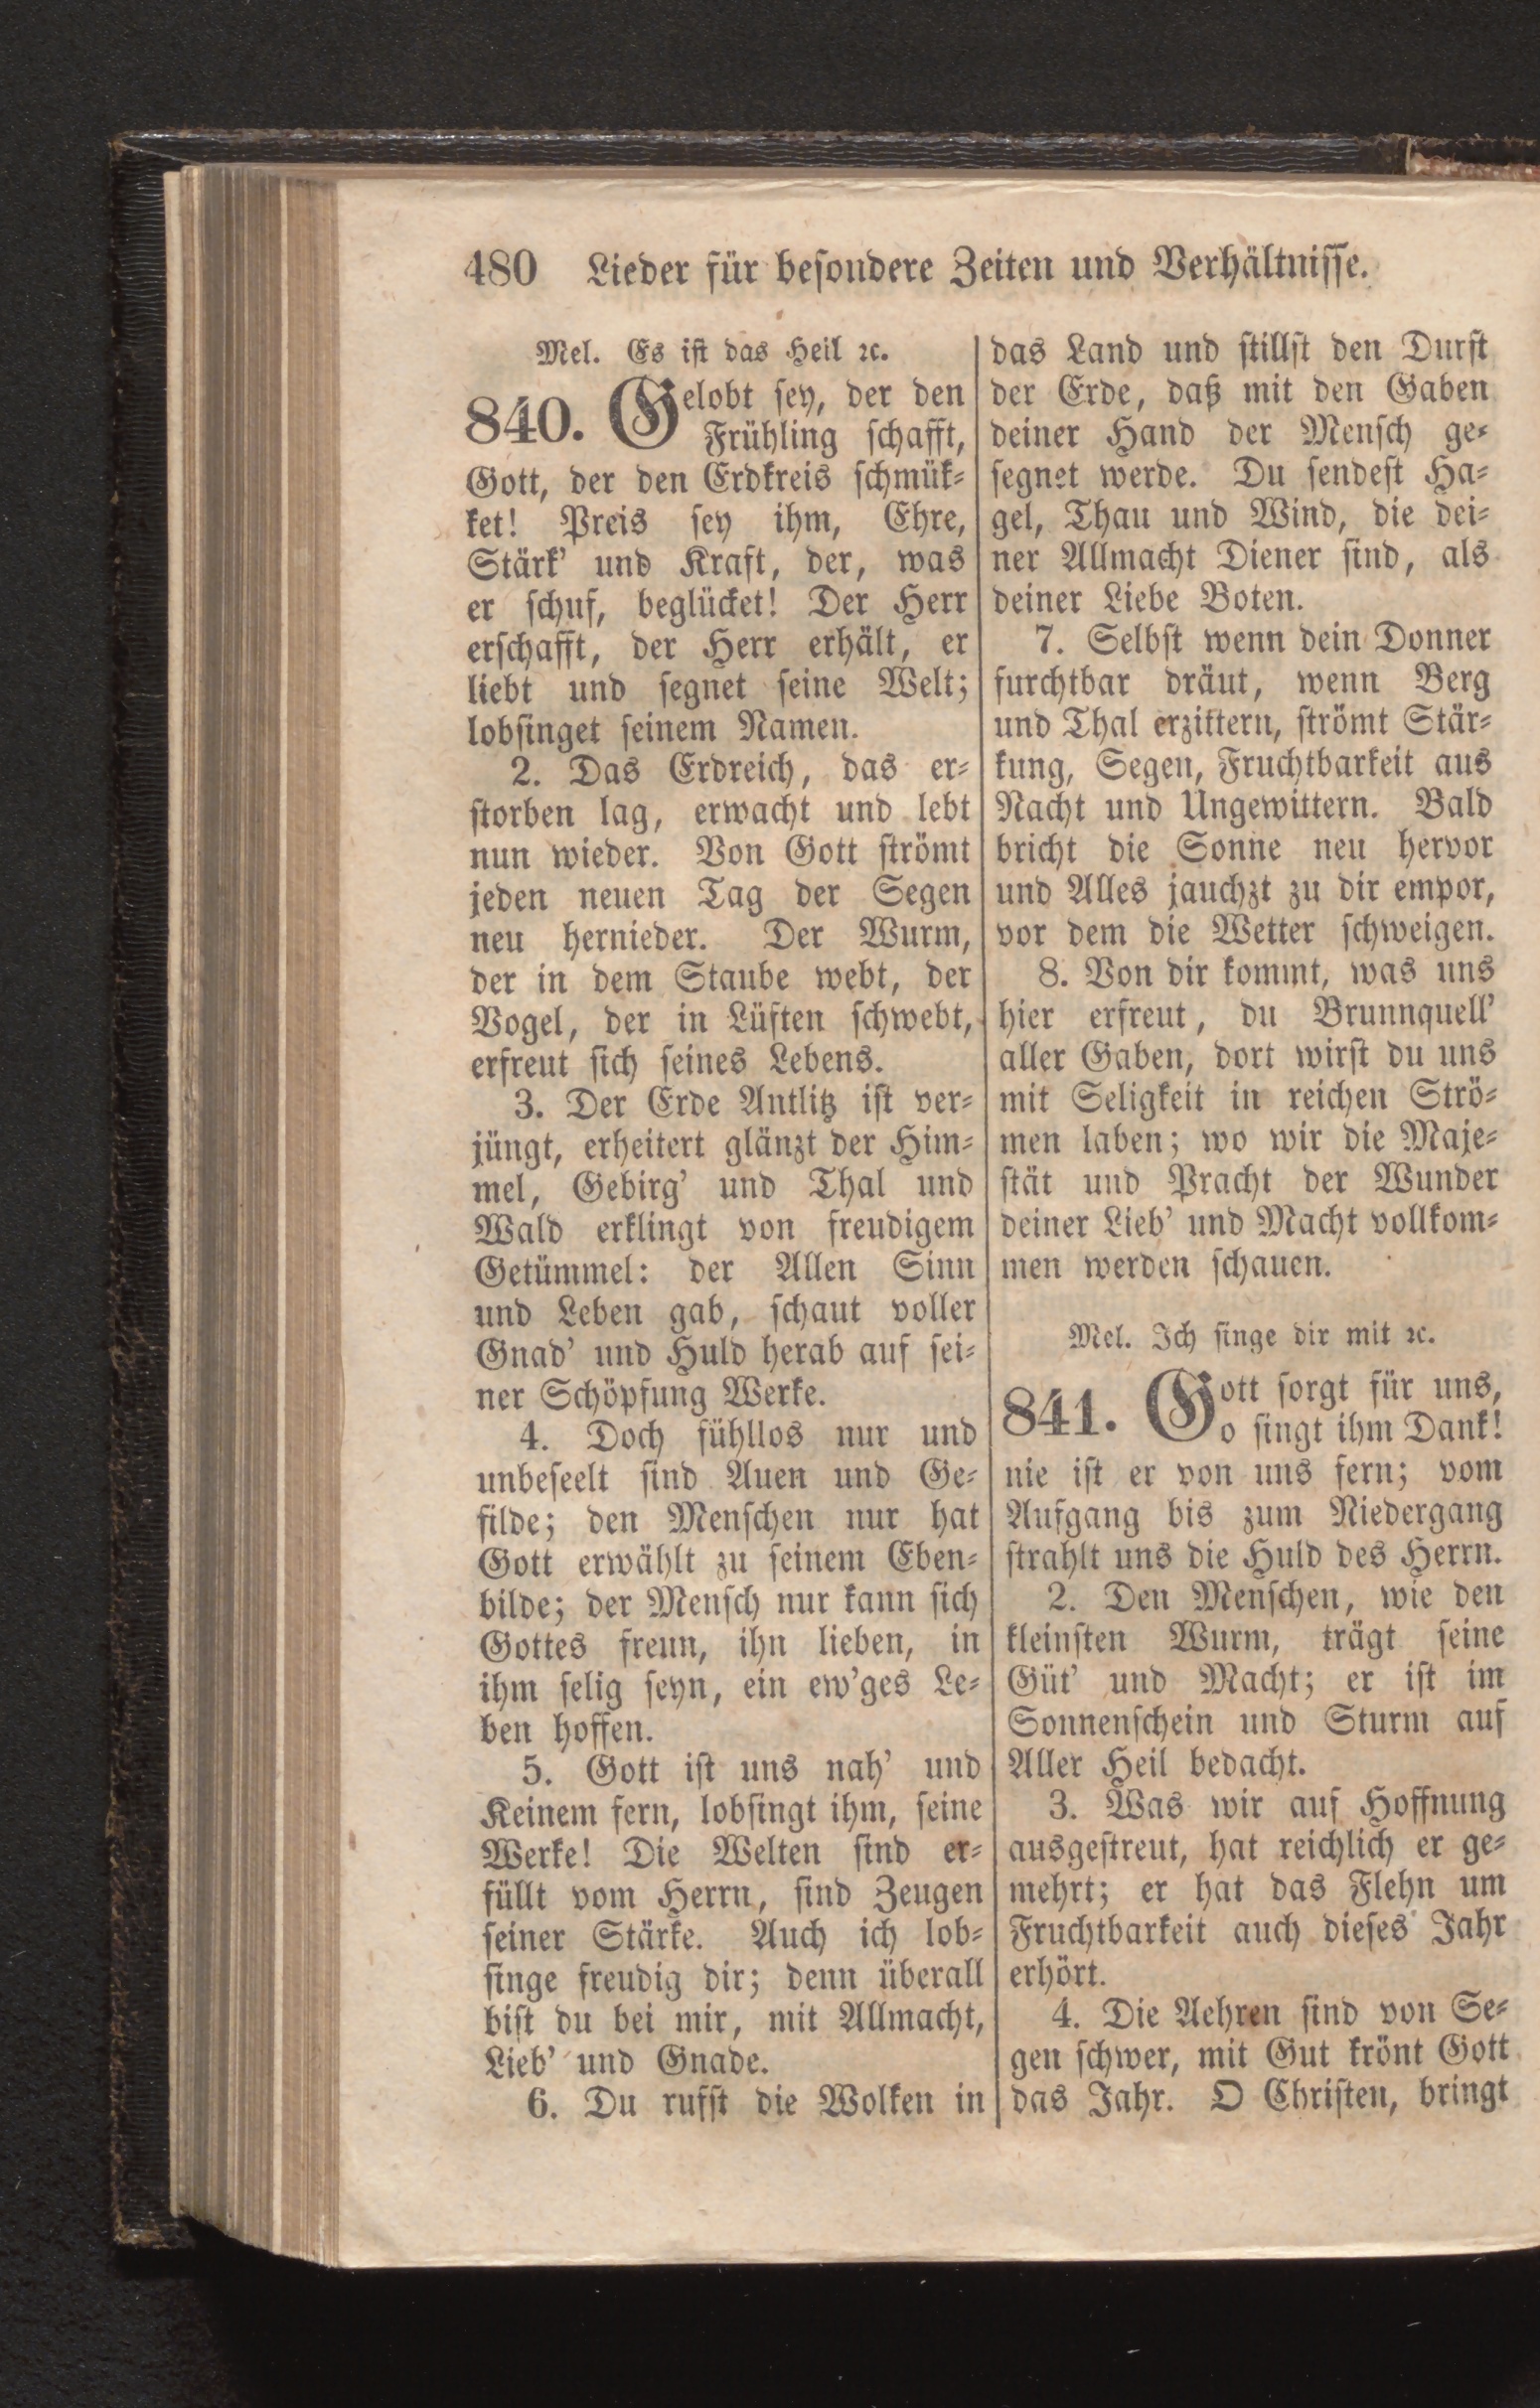 480 Lieder für besondere Zeiten und Verhältnisse.
Mel. Es ist das Heil ꝛc.
840. Gelobt sey, der den
Frühling schafft,
Gott, der den Erdkreis schmük-
ket! Preis sey ihm, Ehre,
Stärk' und Kraft, der, was
er schuf, beglücket! Der Herr
erschafft, der Herr erhält, er
liebt und segnet seine Welt;
lobsinget seinem Namen.
2. Das Erdreich, das er-
storben lag, erwacht und lebt
nun wieder. Von Gott strömt
jeden neuen Tag der Segen
neu hernieder. Der Wurm,
der in dem Staube webt, der
Vogel, der in Lüften schwebt,
erfreut sich seines Lebens.
3. Der Erde Antlitz ist ver-
jüngt, erheitert glänzt der Him-
mel, Gebirg' und Thal und
Wald erklingt von freudigem
Getümmel: der Allen Sinn
und Leben gab, schaut voller
Gnad' und Huld herab auf sei-
ner Schöpfung Werke.
4. Doch fühllos nur und
unbeseelt sind Auen und Ge-
filde; den Menschen nur hat
Gott erwählt zu seinem Eben-
bilde; der Mensch nur kann sich
Gottes freun, ihn lieben, in
ihm selig seyn, ein ew'ges Le-
ben hoffen.
5. Gott ist uns nah' und
Keinem fern, lobsingt ihm, seine
Werke! Die Welten sind er-
füllt vom Herrn, sind Zeugen
seiner Stärke. Auch ich lob-
singe freudig dir; denn überall
bist du bei mir, mit Allmacht,
Lieb' und Gnade.
6. Du rufst die Wolken in
das Land und stillst den Durst
der Erde, daß mit den Gaben
deiner Hand der Mensch ge-
segnet werde. Du sendest Ha-
gel, Thau und Wind, die dei-
ner Allmacht Diener sind, als
deiner Liebe Boten.
7. Selbst wenn dein Donner
furchtbar dräut, wenn Berg
und Thal erzittern, strömt Stär-
kung, Segen, Fruchtbarkeit aus
Nacht und Ungewittern. Bald
bricht die Sonne neu hervor
und Alles jauchzt zu dir empor,
vor dem die Wetter schweigen.
8. Von dir kommt, was uns
hier erfreut, du Brunnquell'
aller Gaben, dort wirst du uns
mit Seligkeit in reichen Strö-
men laben; wo wir die Maje-
stät und Pracht der Wunder
deiner Lieb' und Macht vollkom-
men werden schauen.
Mel. Ich singe dir mit ꝛc.
841. Gott sorgt für uns,
o singt ihm Dank!
nie ist er von uns fern; vom
Aufgang bis zum Niedergang
strahlt uns die Huld des Herrn.
2. Den Menschen, wie den
kleinsten Wurm, trägt seine
Güt' und Macht; er ist im
Sonnenschein und Sturm auf
Aller Heil bedacht.
3. Was wir auf Hoffnung
ausgestreut, hat reichlich er ge-
mehrt; er hat das Flehn um
Fruchtbarkeit auch dieses Jahr
erhört.
4. Die Aehren sind von Se-
gen schwer, mit Gut krönt Gott
das Jahr. O Christen, bringt